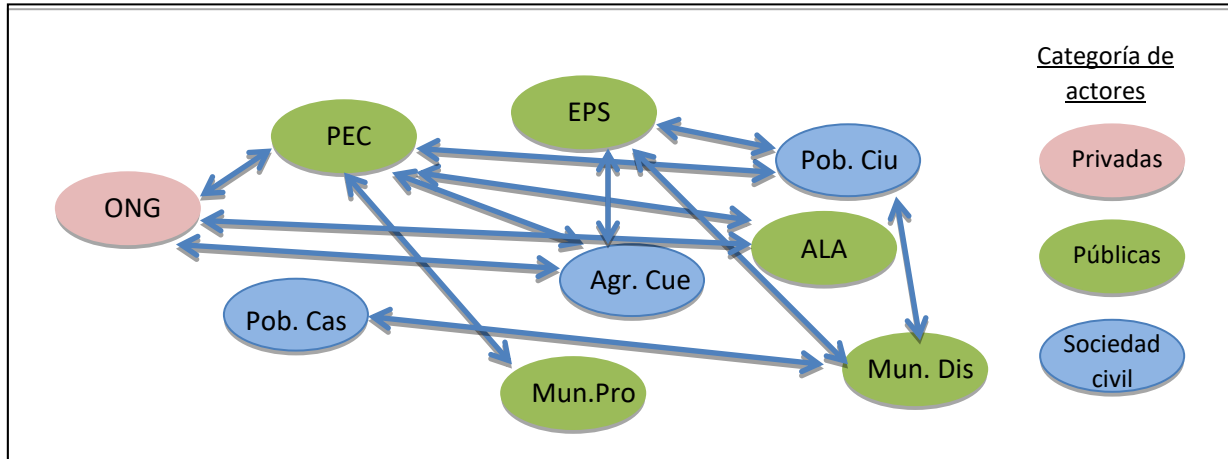 Categoría de
actores
EPS
PEC
Pob. Ciu
Privadas
ONG
ALA
Públicas
Agr. Cue
Pob. Cas
Mun. Dis
Sociedad
civil
Mun.Pro